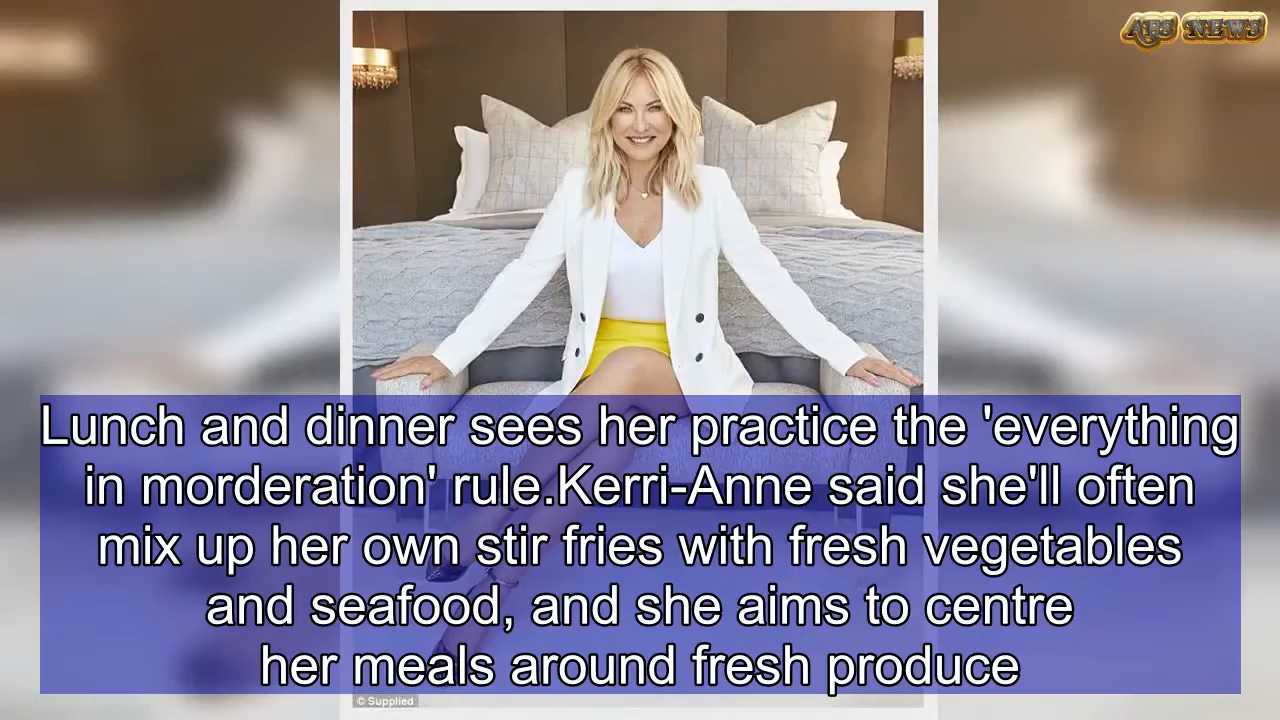 ABS NEWS
Lunch and dinner sees her practice the 'everything
in morderation' rule.Kerri-Anne said she'll often
mix up her own stir fries with fresh vegetables
and seafood, and she aims to centre
her meals around fresh produce
© Supplied